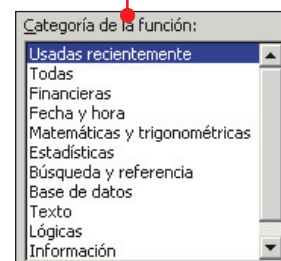 Categoría de la función:
Usadas recientemente
Todas
Financieras
Fecha y hora
Matemáticas y trigonométricas
Estadísticas
Búsqueda y referencia
Base de datos
Texto
Lógicas
Información